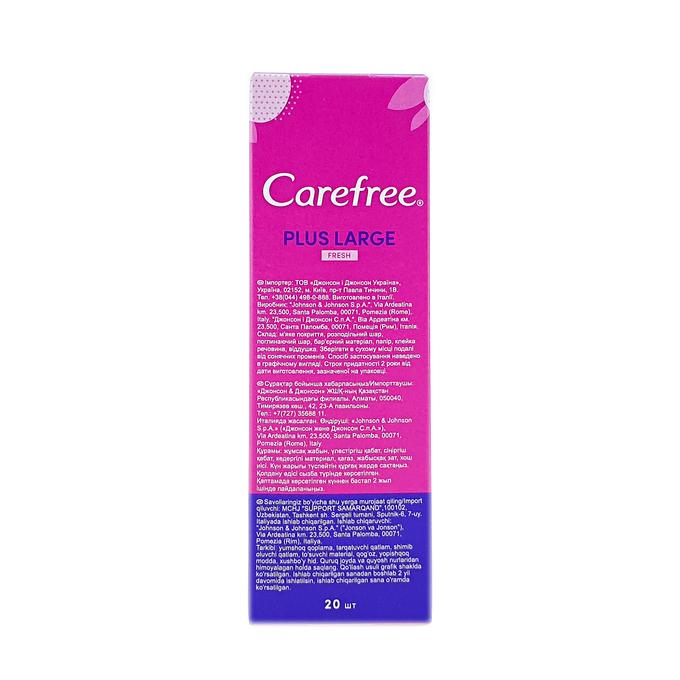 Carefree®
PLUS LARGE
FRESH
Імпортер: ТОВ «Джонсон і Джонсон Україна»,
Україна, 02152, м. Київ, пр-т Павла Тичини, 1В.
Тел. +38(044) 498-0-888. Виготовлено в Італії.
Виробник: "Johnson & Johnson S.p.A.", Via Ardeatina
km. 23,500, Santa Palomba, 00071, Pomezia (Rome),
Italy. "Джонсон і Джонсон С.п.А.", Віа Ардеатіна км.
23,500, Санта Паломба, 00071, Помеція (Рим), Італія.
Склад: м'яке покриття, розподільчий шар,
поглинаючий шар, бар'єрний матеріал, папір, клейка
речовина, віддушка. Зберігати в сухому місці подалі
від сонячних променів. Спосіб застосування наведено
в графічному вигляді. Строк придатності 2 роки від
дати виготовлення, зазначеної на упаковці.
Сұрақтар бойынша хабарласыңыз/Импорттаушы:
«Джонсон & Джонсон» ЖШҚ-ның Қазақстан
Республикасындағы филиалы. Алматы, 050040,
Тимирязев көш., 42, 23-А павильоны.
Тел.: +7(727) 35688 11.
Италияда жасалған. Өндіруші: «Johnson & Johnson
S.p.A.» («Джонсон және Джонсон С.п.А.»),
Via Ardeatina km. 23,500, Santa Palomba, 00071,
Pomezia (Rome), Italy
Құрамы: жұмсақ жабын, үлестіргіш қабат, сіңіргіш
қабат, кедергілі материал, қағаз, жабысқақ зат, хош
иісі. Күн жарығы түспейтін құрғақ жерде сақтаңыз.
Қолдану әдісі сызба түрінде көрсетілген.
Қаптамада көрсетілген күннен бастап 2 жыл
ішінде пайдаланыңыз.
Savollaringiz bo'yicha shu yerga murojaat qiling/Import
qiluvchi: MCHJ "SUPPORT SAMARQAND",100102,
Uzbekistan, Tashkent sh. Sergeli tumani, Sputnik-6, 7-uy.
Italiyada ishlab chiqarilgan. Ishlab chiqaruvchi:
"Johnson & Johnson S.p.A." ("Jonson va Jonson"),
Via Ardeatina km. 23,500, Santa Palomba, 00071,
Pomezia (Rim), Italiya.
Tarkibi: yumshoq qoplama, tarqatuvchi qatlam, shimib
oluvchi qatlam, to'suvchi material, qog'oz, yopishqoq
modda, xushbo'y hid. Quruq joyda va quyosh nurlaridan
himoyalagan holda saqlang. Qo'llash usuli grafik shaklda
ko'rsatilgan. Ishlab chiqarilgan sanadan boshlab 2 yil
davomida ishlatilsin, ishlab chiqarilgan sana o'ramda
ko'rsatilgan.
20 шт